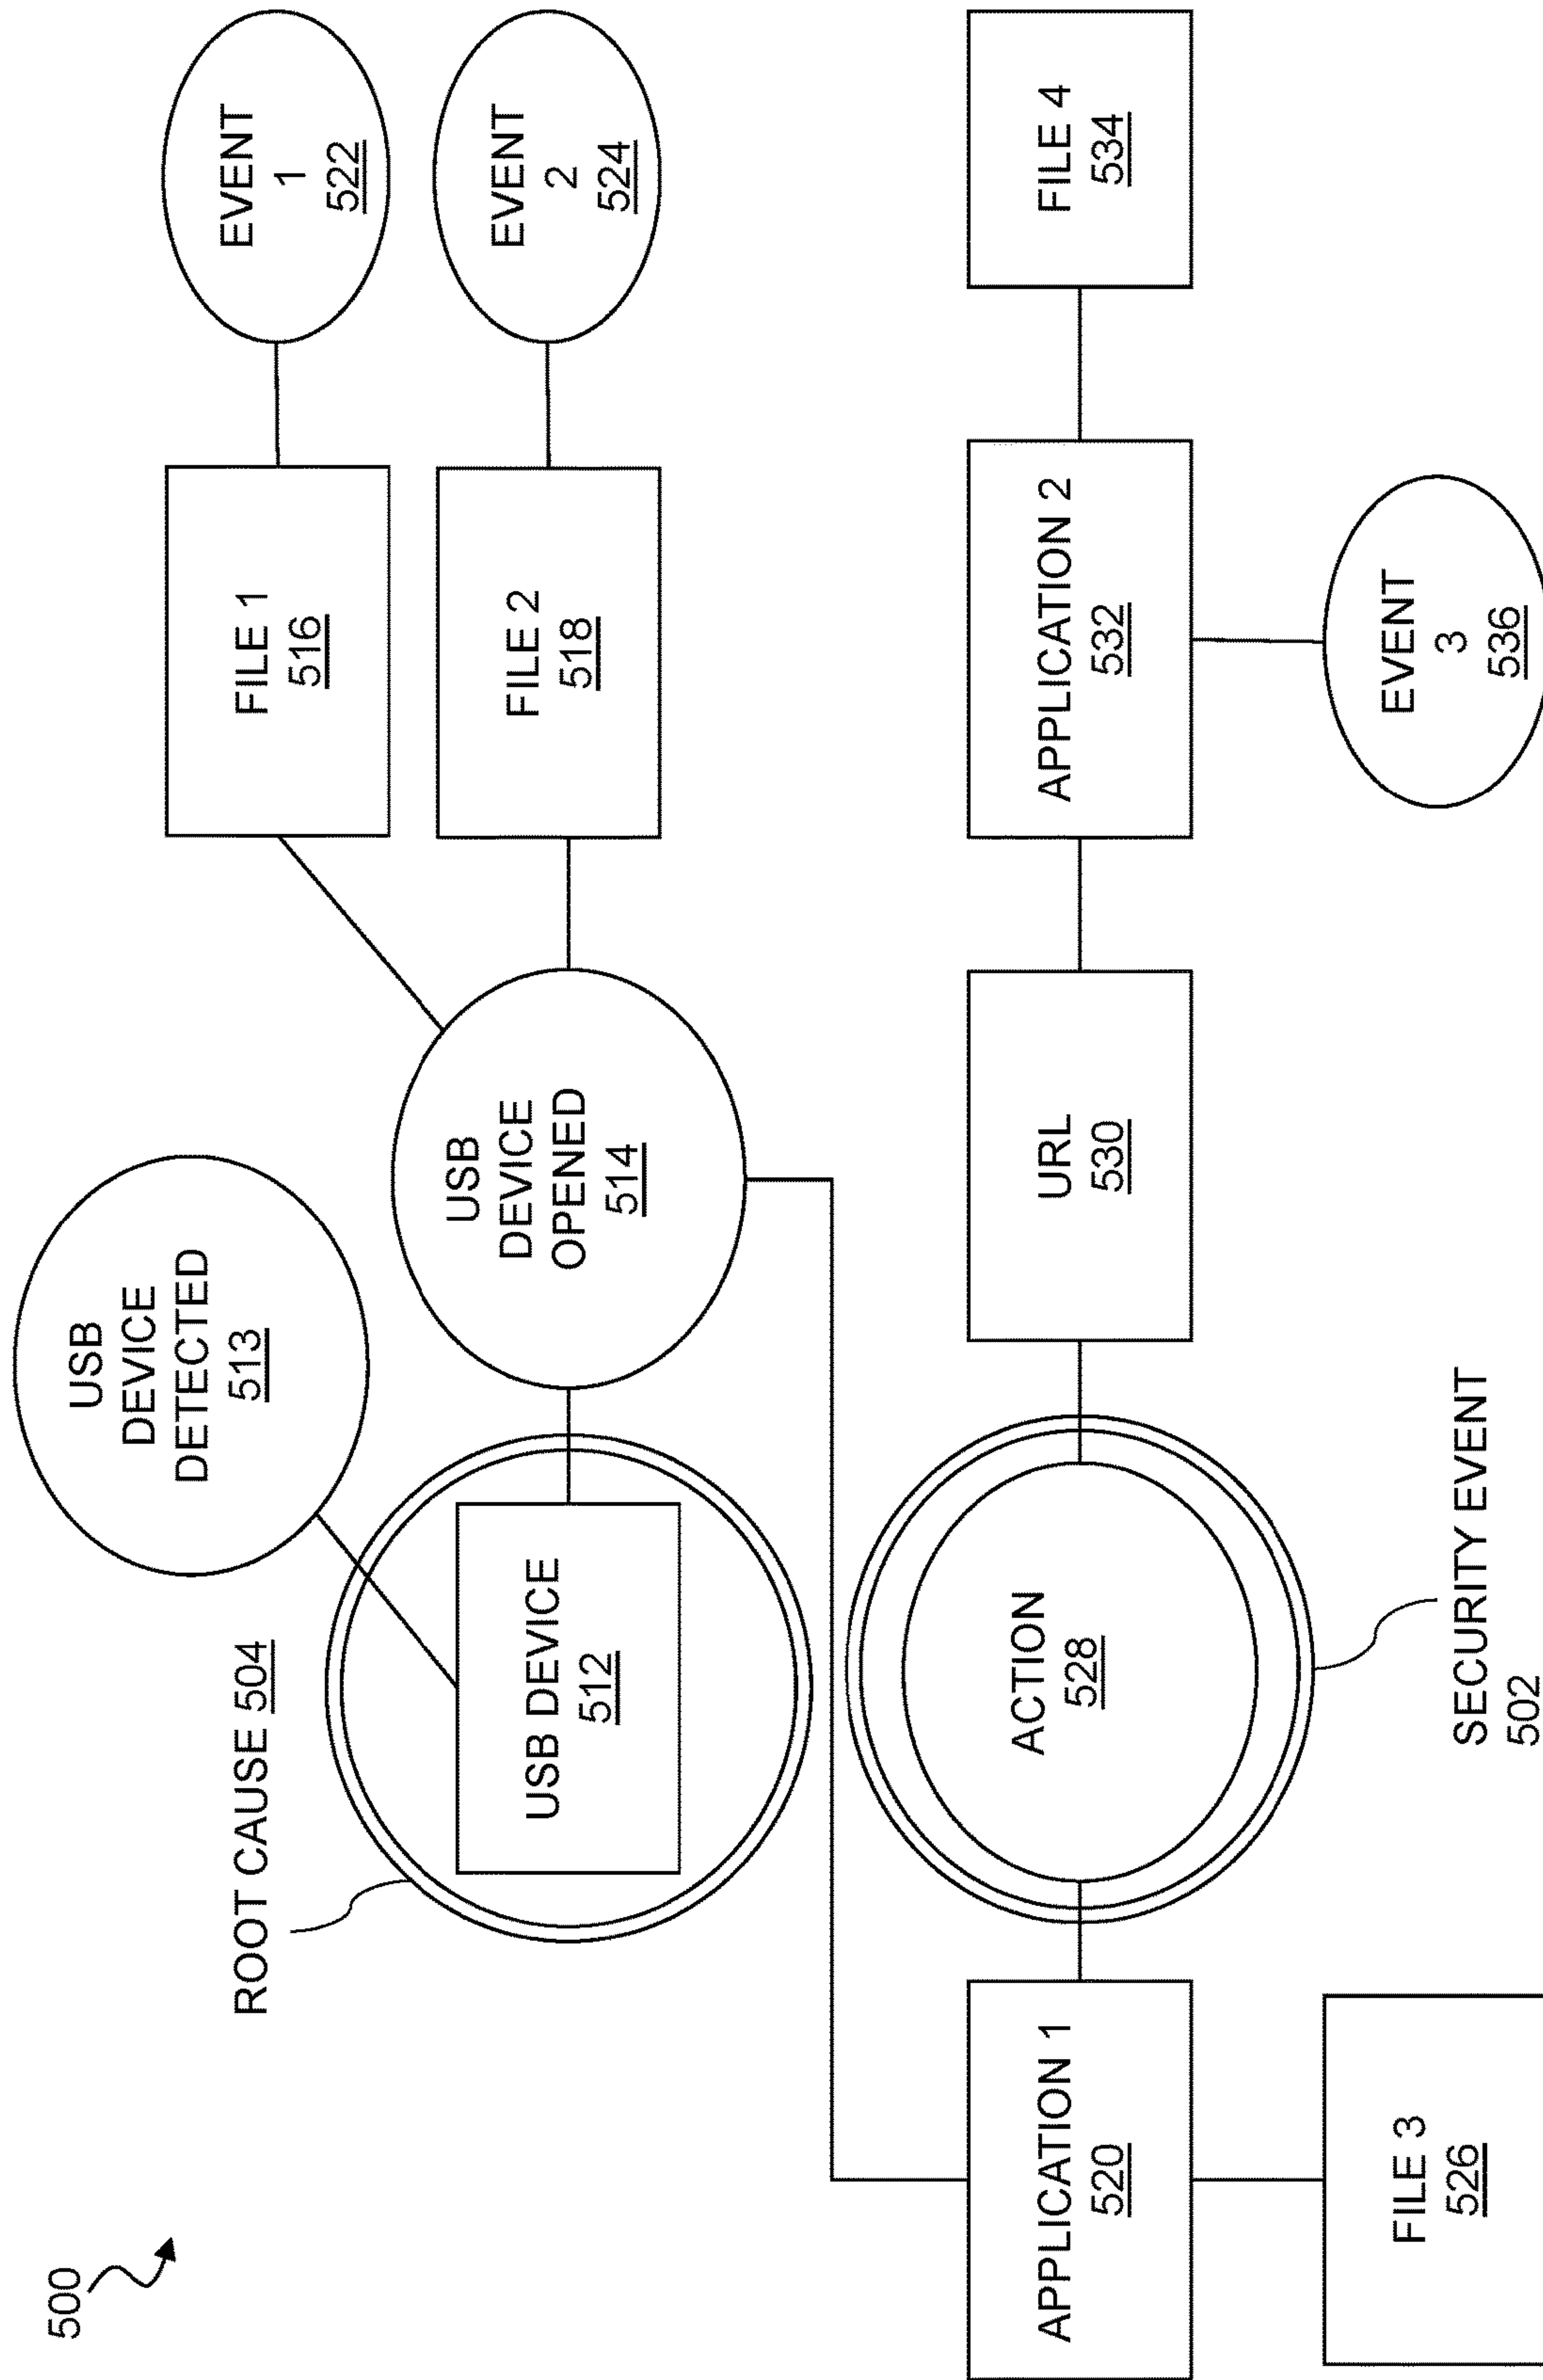 500
ROOT CAUSE 504
USB
DEVICE
DETECTED
513
USB DEVICE
512
USB
DEVICE
OPENED
514
FILE 1
516
EVENT
1
522
FILE 2
518
EVENT
2
524
APPLICATION 1
520
ACTION
528
URL
530
APPLICATION 2
532
FILE 4
534
FILE 3
526
SECURITY EVENT
502
EVENT
3
536